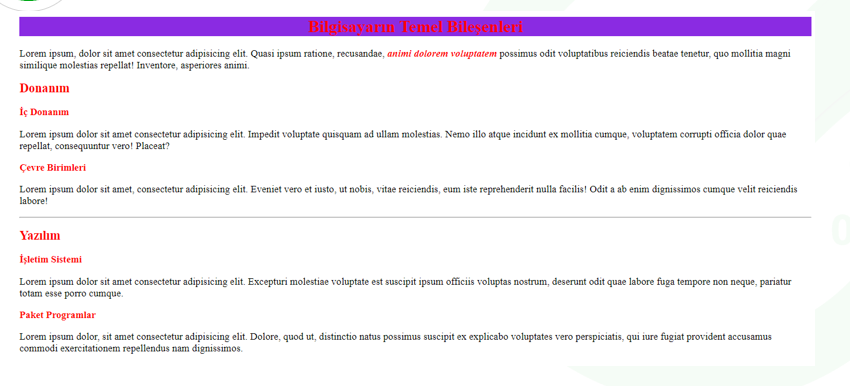 Bilgisayarın Temel Bileşenleri
Lorem ipsum, dolor sit amet consectetur adipisicing elit. Quasi ipsum ratione, recusandae, animi dolorem voluptatem possimus odit voluptatibus reiciendis beatae tenetur, quo mollitia magni
similique molestias repellat! Inventore, asperiores animi.
Donanım
İç Donanım
Lorem ipsum dolor sit amet consectetur adipisicing elit. Impedit voluptate quisquam ad ullam molestias. Nemo illo atque incidunt ex mollitia cumque, voluptatem corrupti officia dolor quae
repellat, consequuntur vero! Placeat?
Çevre Birimleri
Lorem ipsum dolor sit amet, consectetur adipisicing elit. Eveniet vero et iusto, ut nobis, vitae reiciendis, eum iste reprehenderit nulla facilis! Odit a ab enim dignissimos cumque velit reiciendis
labore!
Yazılım
İşletim Sistemi
Lorem ipsum dolor sit amet consectetur adipisicing elit. Excepturi molestiae voluptate est suscipit ipsum officiis voluptas nostrum, deserunt odit quae labore fuga tempore non neque, pariatur
totam esse porro cumque.
Paket Programlar
Lorem ipsum dolor, sit amet consectetur adipisicing elit. Dolore, quod ut, distinctio natus possimus suscipit ex explicabo voluptates vero perspiciatis, qui iure fugiat provident accusamus
commodi exercitationem repellendus nam dignissimos.